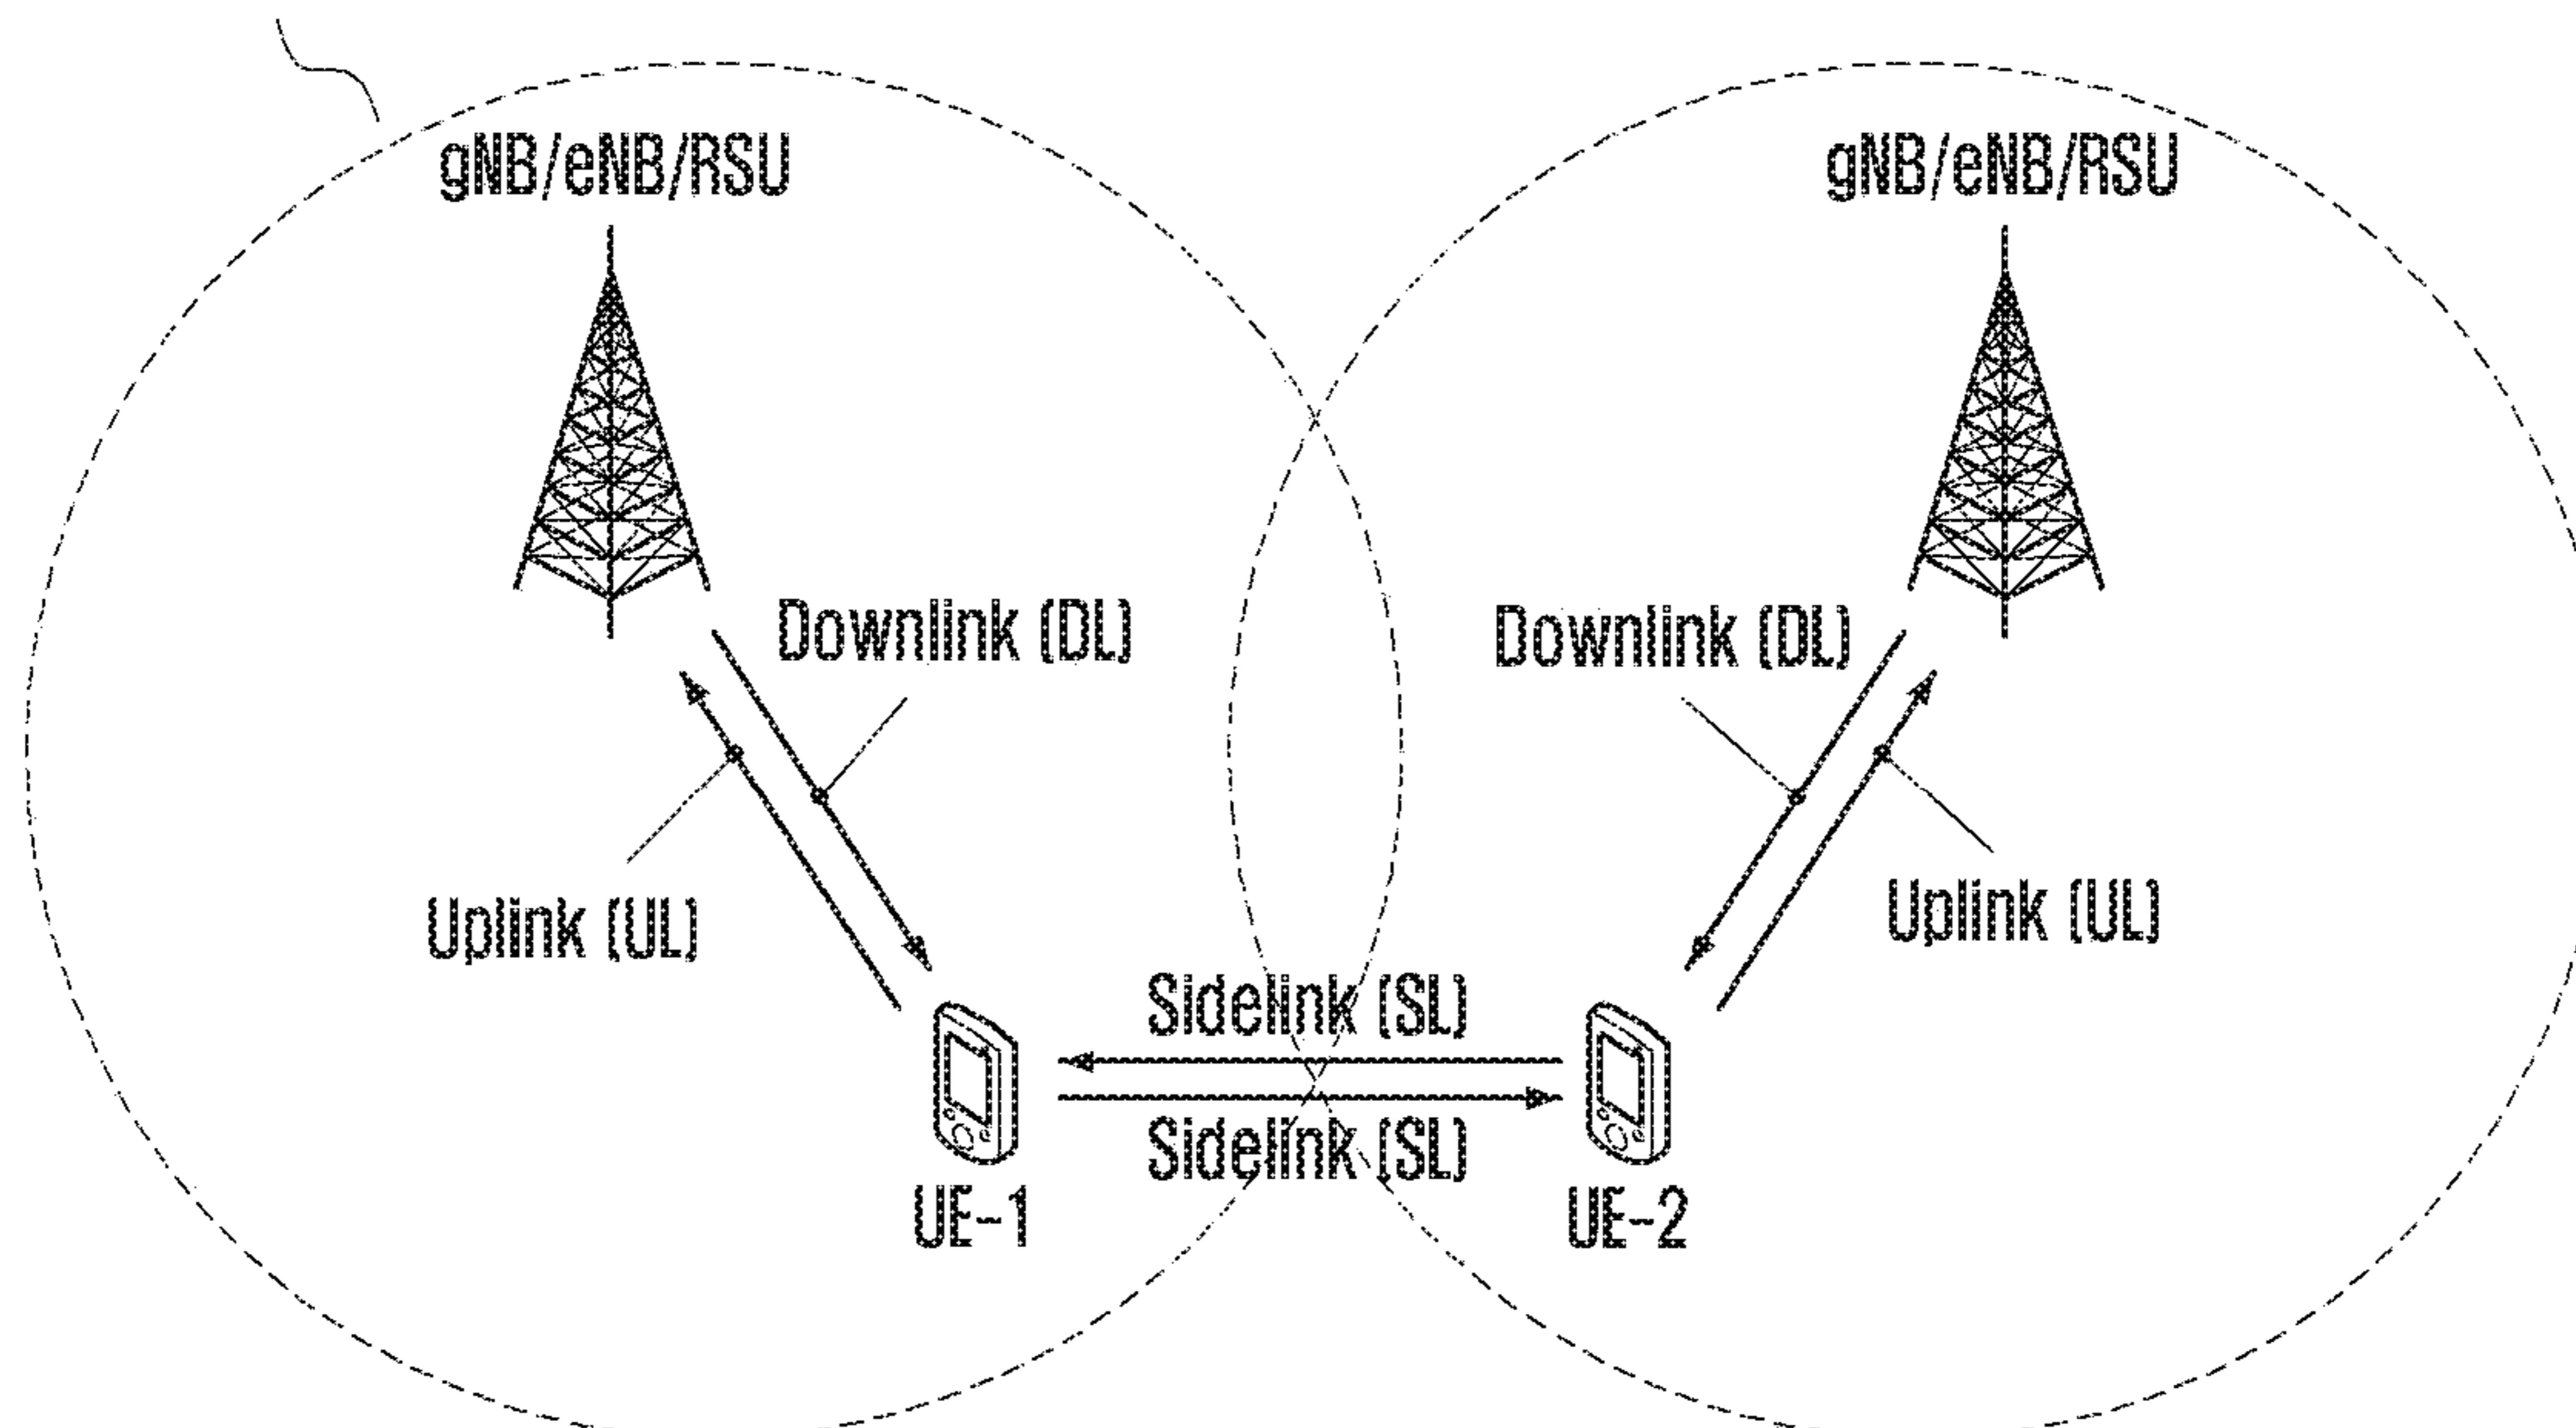 gNB/eNB/RSU
gNB/eNB/RSU
Downlink (DL)
Downlink (DL)
Uplink (UL)
Uplink (UL)
Sidelink (SL)
Sidelink (SL)
UE-1
UE-2